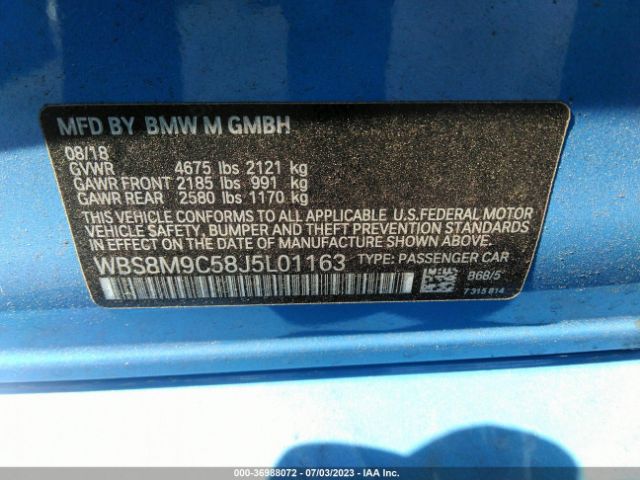 MFD BY BMW M GMBH
08/18
GVWR 4675 lbs 2121 kg
GAWR FRONT 2185 lbs 991 kg
GAWR REAR 2580 lbs 1170 kg
THIS VEHICLE CONFORMS TO ALL APPLICABLE U.S.FEDERAL MOTOR
VEHICLE SAFETY, BUMPER, AND THEFT PREVENTION STANDARDS
IN EFFECT ON THE DATE OF MANUFACTURE SHOWN ABOVE.
WBS8M9C58J5L01163 TYPE: PASSENGER CAR
B68/5
7 315 814
000-36988072 - 07/03/2023 - IAA Inc.